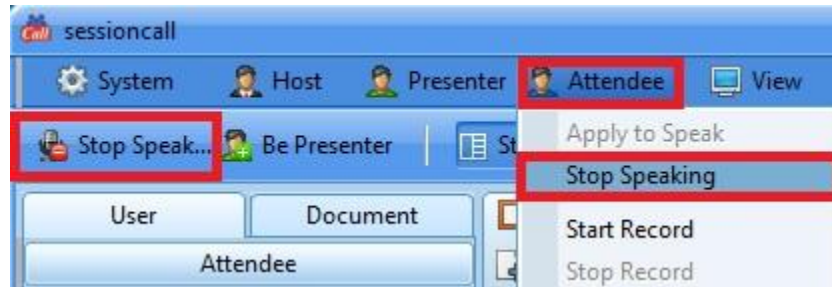 Call sessioncall
System Host Presenter Attendee View
Stop Speak... Be Presenter St
Apply to Speak
Stop Speaking
User Document
Start Record
Attendee
Stop Record